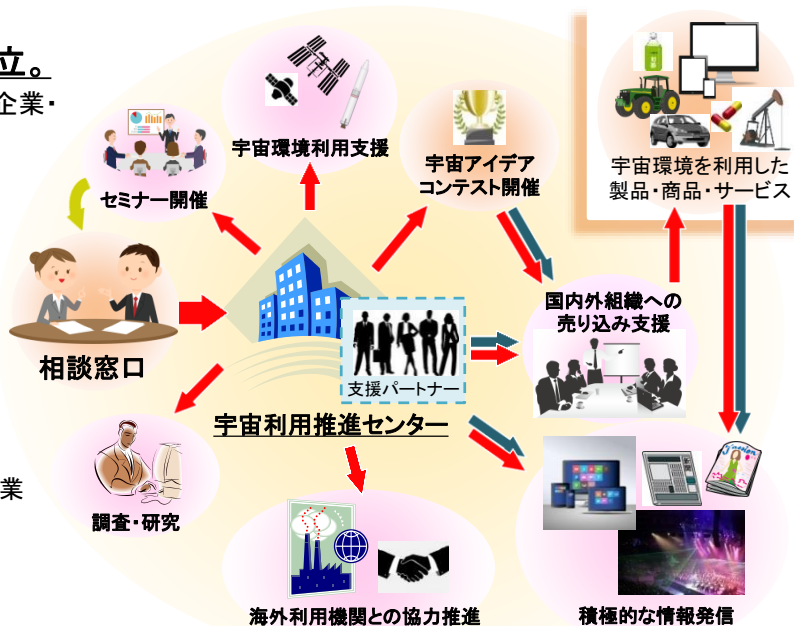 立。
企業・
宇宙環境利用支援
宇宙アイデア
コンテスト開催
宇宙環境を利用した
製品・商品・サービス
セミナー開催
国内外組織への
売り込み支援
相談窓口
支援パートナー
宇宙利用推進センター
業
調査・研究
海外利用機関との協力推進
積極的な情報発信